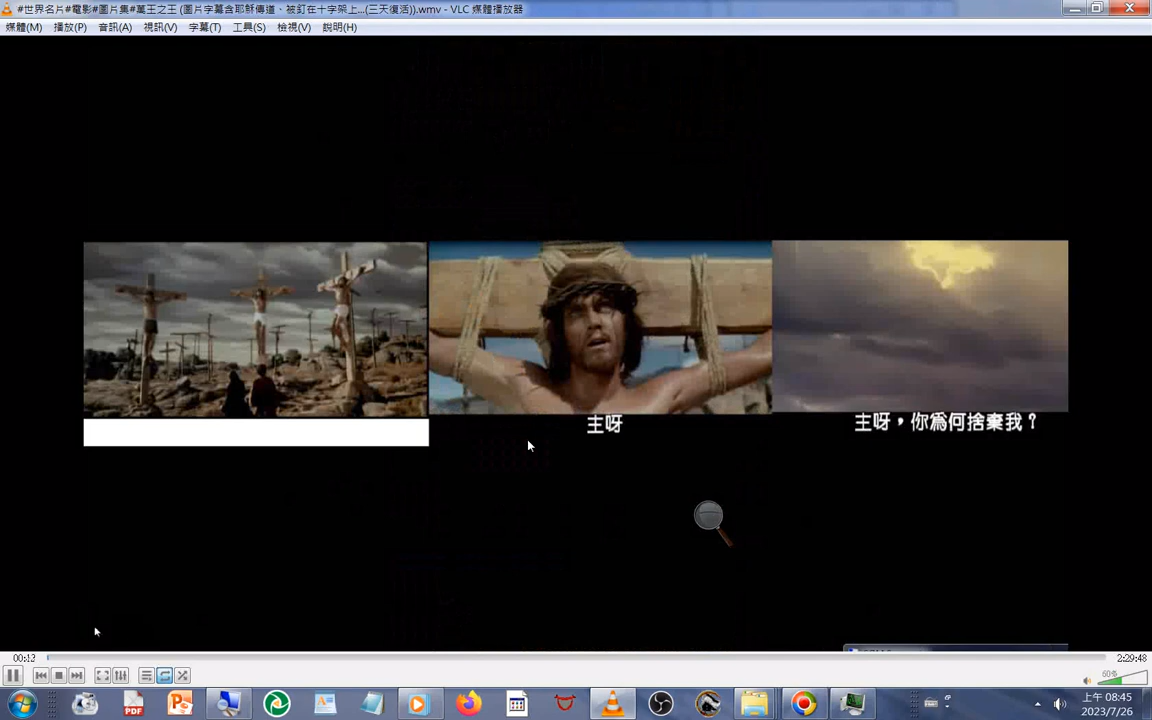 #世界名片#電影#圖片集#萬王之王 (圖片字幕含耶穌傳道、被釘在十字架上...(三天復活)).wmv - VLC 媒體播放器
媒體(M) 播放(P) 音訊(A) 視訊(V) 字幕(T) 工具(S) 檢視(V) 說明(H)
主呀
主呀，你為何捨棄我？
00:12
2:29:48
60%
PDF
上午 08:45
2023/7/26